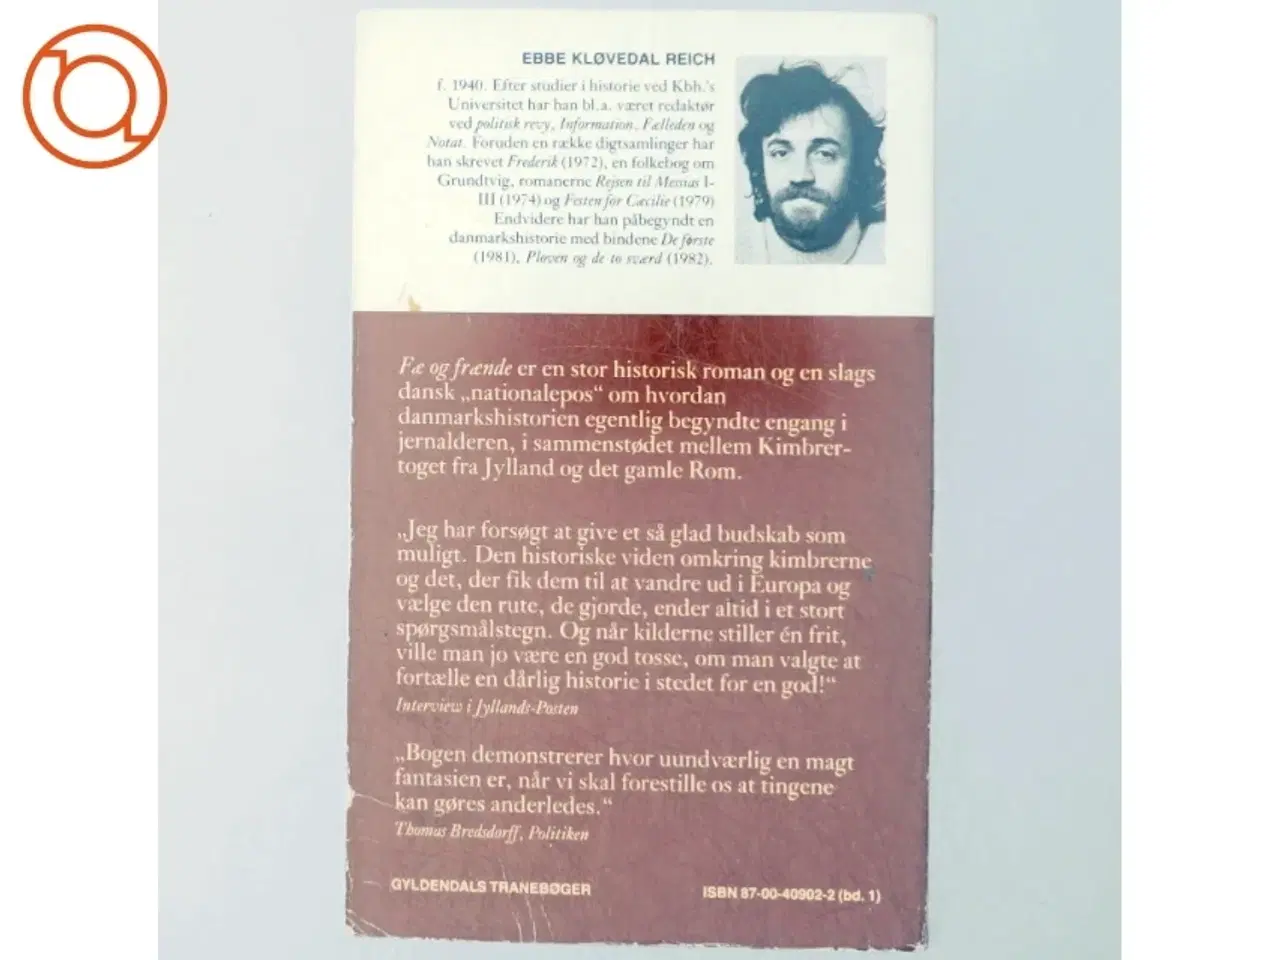 EBBE KLØVEDAL REICH
f. 1940. Efter studier i historie ved Kbh.'s
Universitet har han bl.a. været redaktør
ved politisk revy, Information, Fælleden og
Notat. Foruden en række digtsamlinger har
han skrevet Frederik (1972), en folkebog om
Grundtvig, romanerne Rejsen til Messias I-
III (1974) og Festen for Cæcilie (1979)
Endvidere har han påbegyndt en
danmarkshistorie med bindene De første
(1981), Ploven og de to sværd (1982).
Fæ og frænde er en stor historisk roman og en slags
dansk „nationalepos“ om hvordan
danmarkshistorien egentlig begyndte engang i
jernalderen, i sammenstødet mellem Kimbrer-
toget fra Jylland og det gamle Rom.
„Jeg har forsøgt at give et så glad budskab som
muligt. Den historiske viden omkring kimbrerne
og det, der fik dem til at vandre ud i Europa og
vælge den rute, de gjorde, ender altid i et stort
spørgsmålstegn. Og når kilderne stiller én frit,
ville man jo være en god tosse, om man valgte at
fortælle en dårlig historie i stedet for en god!“
Interview i Jyllands-Posten
„Bogen demonstrerer hvor uundværlig en magt
fantasien er, når vi skal forestille os at tingene
kan gøres anderledes.“
Thomas Bredsdorff, Politiken
GYLDENDALS TRANEBØGER
ISBN 87-00-40902-2 (bd. 1)